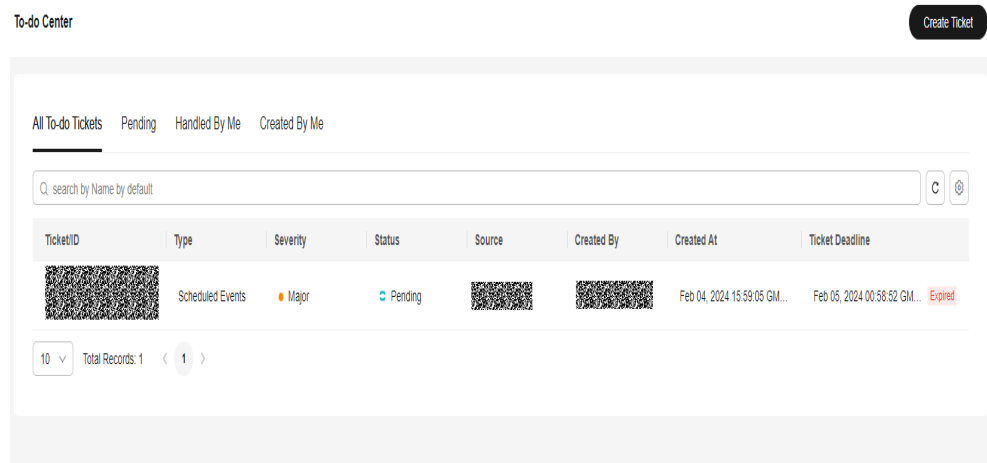 To-do Center
Create Ticket
All To-do Tickets Pending Handled By Me Created By Me
search by Name by default
Ticket/ID Type Severity Status Source Created By Created At Ticket Deadline
Scheduled Events Major Pending Feb 04, 2024 15:59:05 GM... Feb 05, 2024 00:58:52 GM... Expired
10 Total Records: 1 1